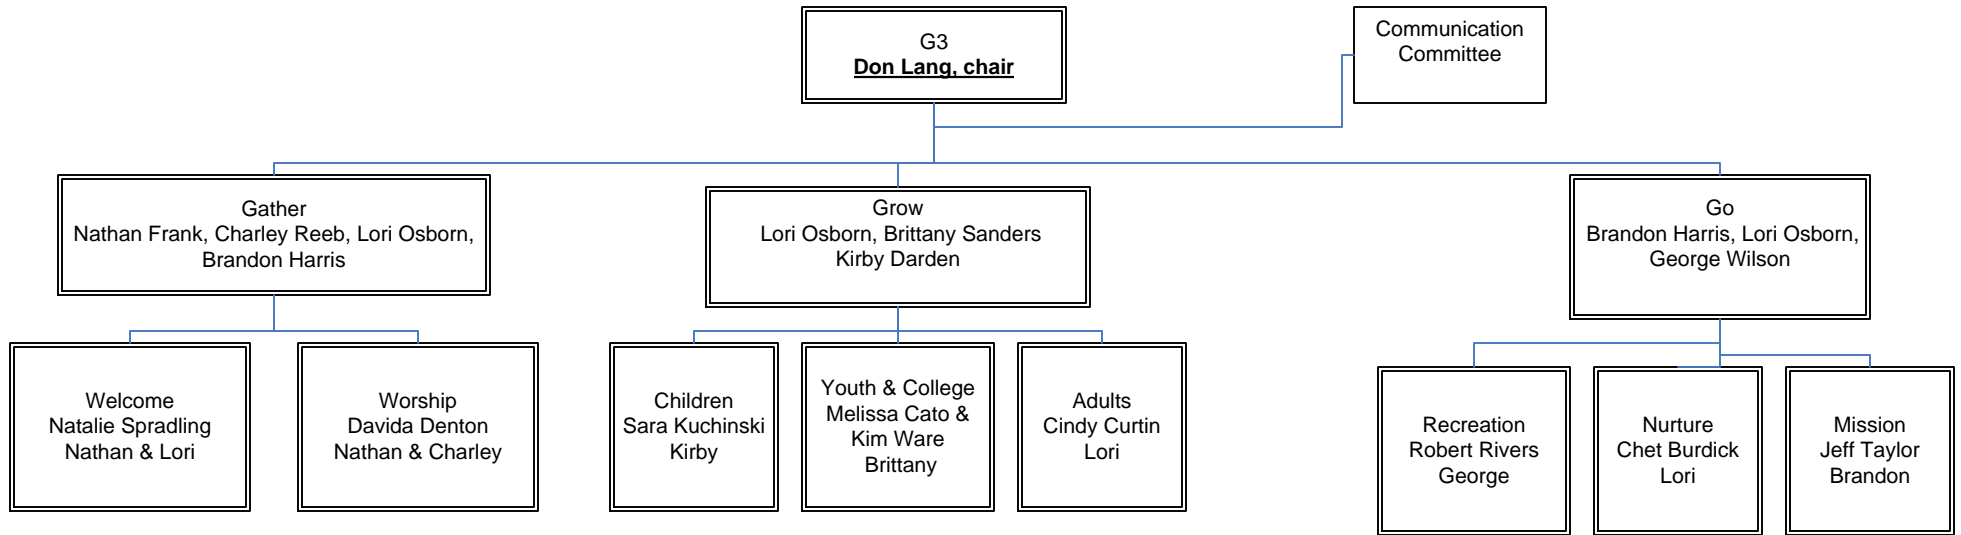 G3
Don Lang, chair
Communication
Committee
Gather
Nathan Frank, Charley Reeb, Lori Osborn,
Brandon Harris
Grow
Lori Osborn, Brittany Sanders
Kirby Darden
Go
Brandon Harris, Lori Osborn,
George Wilson
Welcome
Natalie Spradling
Nathan & Lori
Worship
Davida Denton
Nathan & Charley
Children
Sara Kuchinski
Kirby
Youth & College
Melissa Cato &
Kim Ware
Brittany
Adults
Cindy Curtin
Lori
Recreation
Robert Rivers
George
Nurture
Chet Burdick
Lori
Mission
Jeff Taylor
Brandon